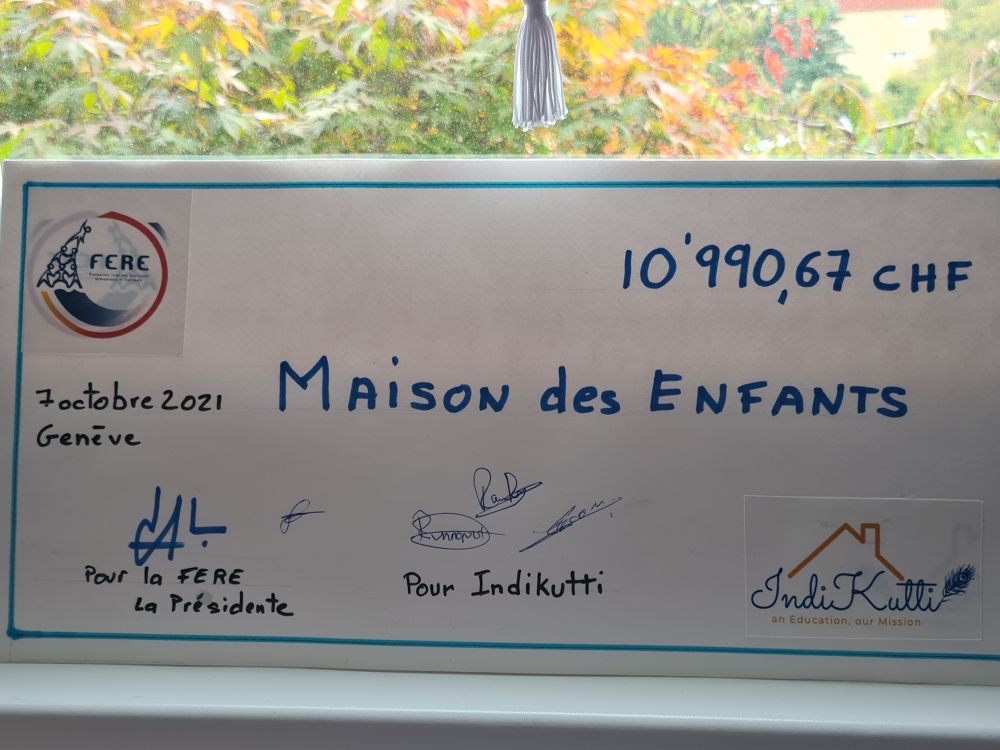 FERE
10'990,67 CHF
MAiSON des ENFANTS
7 octobre 2021
Genève
Pour la FERE
La Présidente
Pour Indikutti
IndiKutti
an Education, our Mission